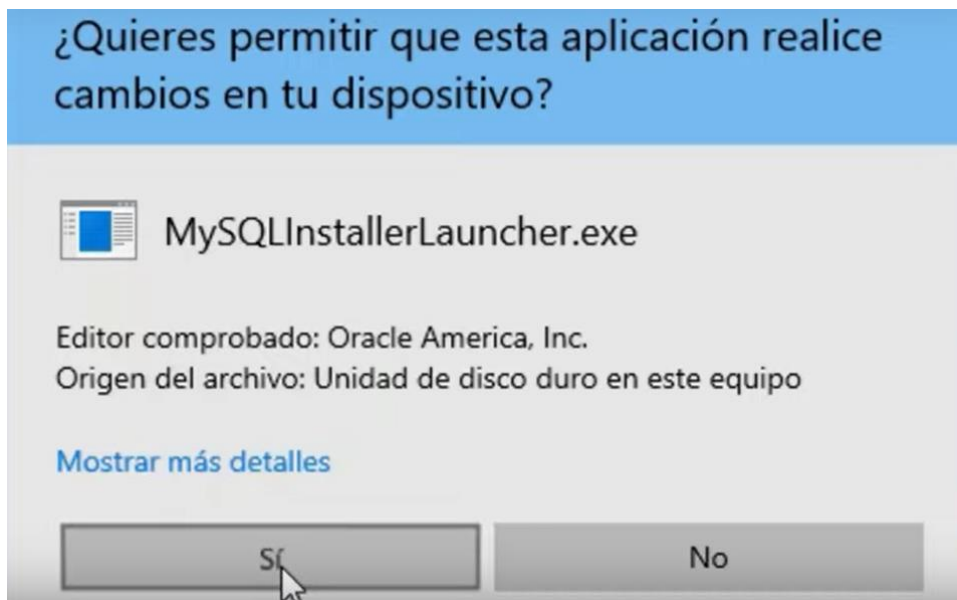 ¿Quieres permitir que esta aplicación realice
cambios en tu dispositivo?
MySQLInstallerLauncher.exe
Editor comprobado: Oracle America, Inc.
Origen del archivo: Unidad de disco duro en este equipo
Mostrar más detalles
Sí
No